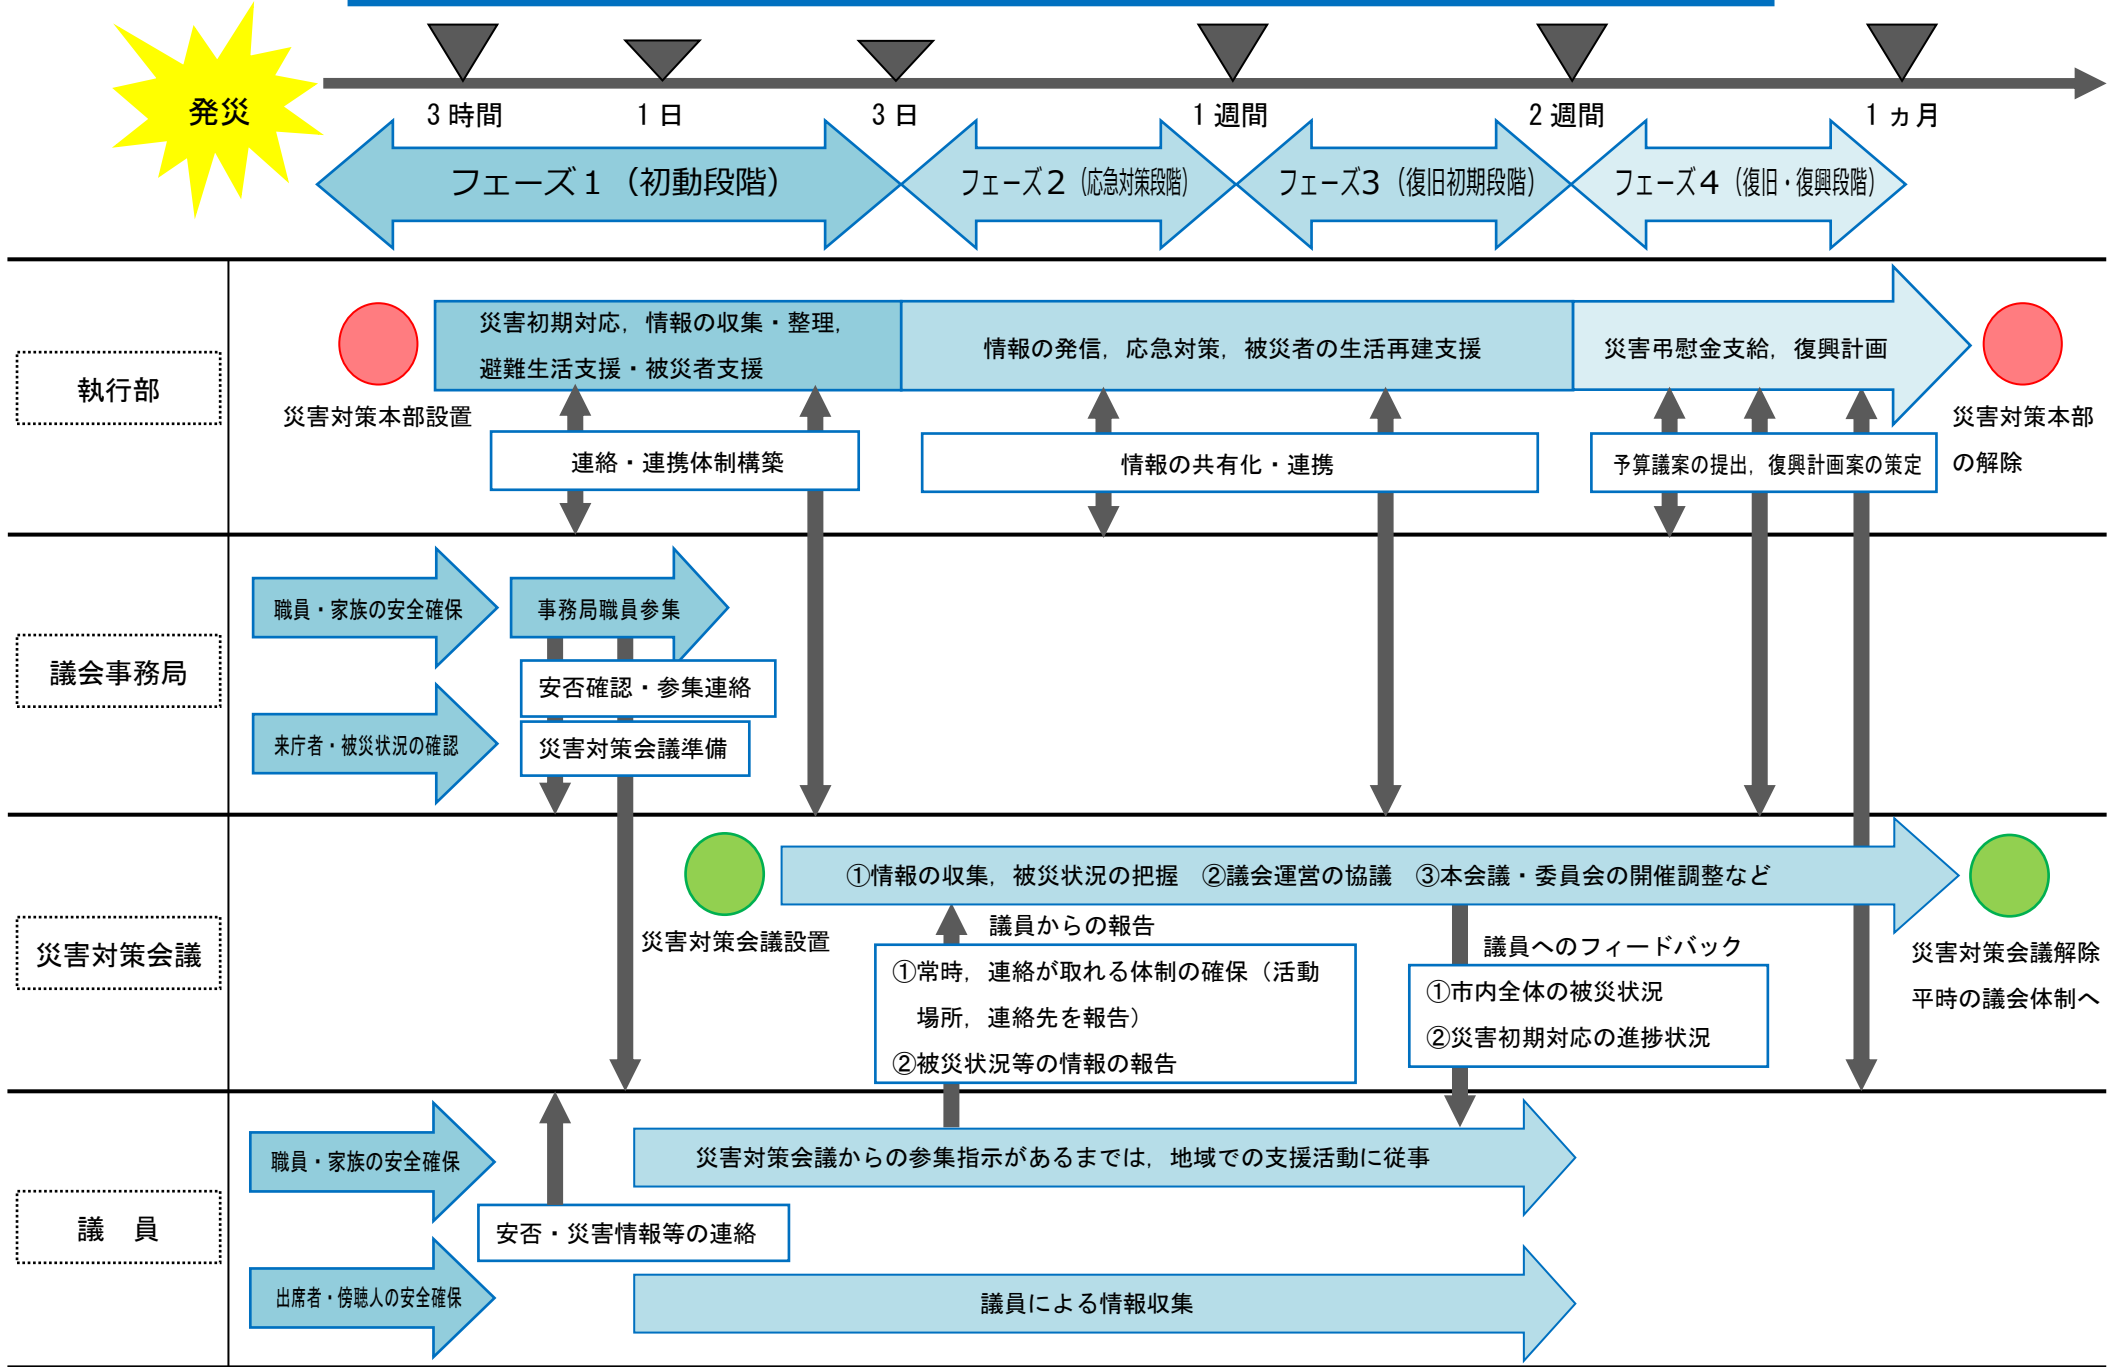 発災
3時間
1日
3日
1週間
2週間
1ヵ月
フェーズ1（初動段階）
フェーズ2（応急対策段階）
フェーズ3（復旧初期段階）
フェーズ4（復旧・復興段階）
執行部
災害対策本部設置
災害初期対応，情報の収集・整理，
避難生活支援・被災者支援
情報の発信，応急対策，被災者の生活再建支援
災害弔慰金支給，復興計画
災害対策本部
の解除
連絡・連携体制構築
情報の共有化・連携
予算議案の提出，復興計画案の策定
議会事務局
職員・家族の安全確保
事務局職員参集
安否確認・参集連絡
来庁者・被災状況の確認
災害対策会議準備
災害対策会議
災害対策会議設置
①情報の収集，被災状況の把握　②議会運営の協議　③本会議・委員会の開催調整など
議員からの報告
①常時，連絡が取れる体制の確保（活動
場所，連絡先を報告）
②被災状況等の情報の報告
議員へのフィードバック
①市内全体の被災状況
②災害初期対応の進捗状況
災害対策会議解除
平時の議会体制へ
議　員
職員・家族の安全確保
災害対策会議からの参集指示があるまでは，地域での支援活動に従事
安否・災害情報等の連絡
出席者・傍聴人の安全確保
議員による情報収集